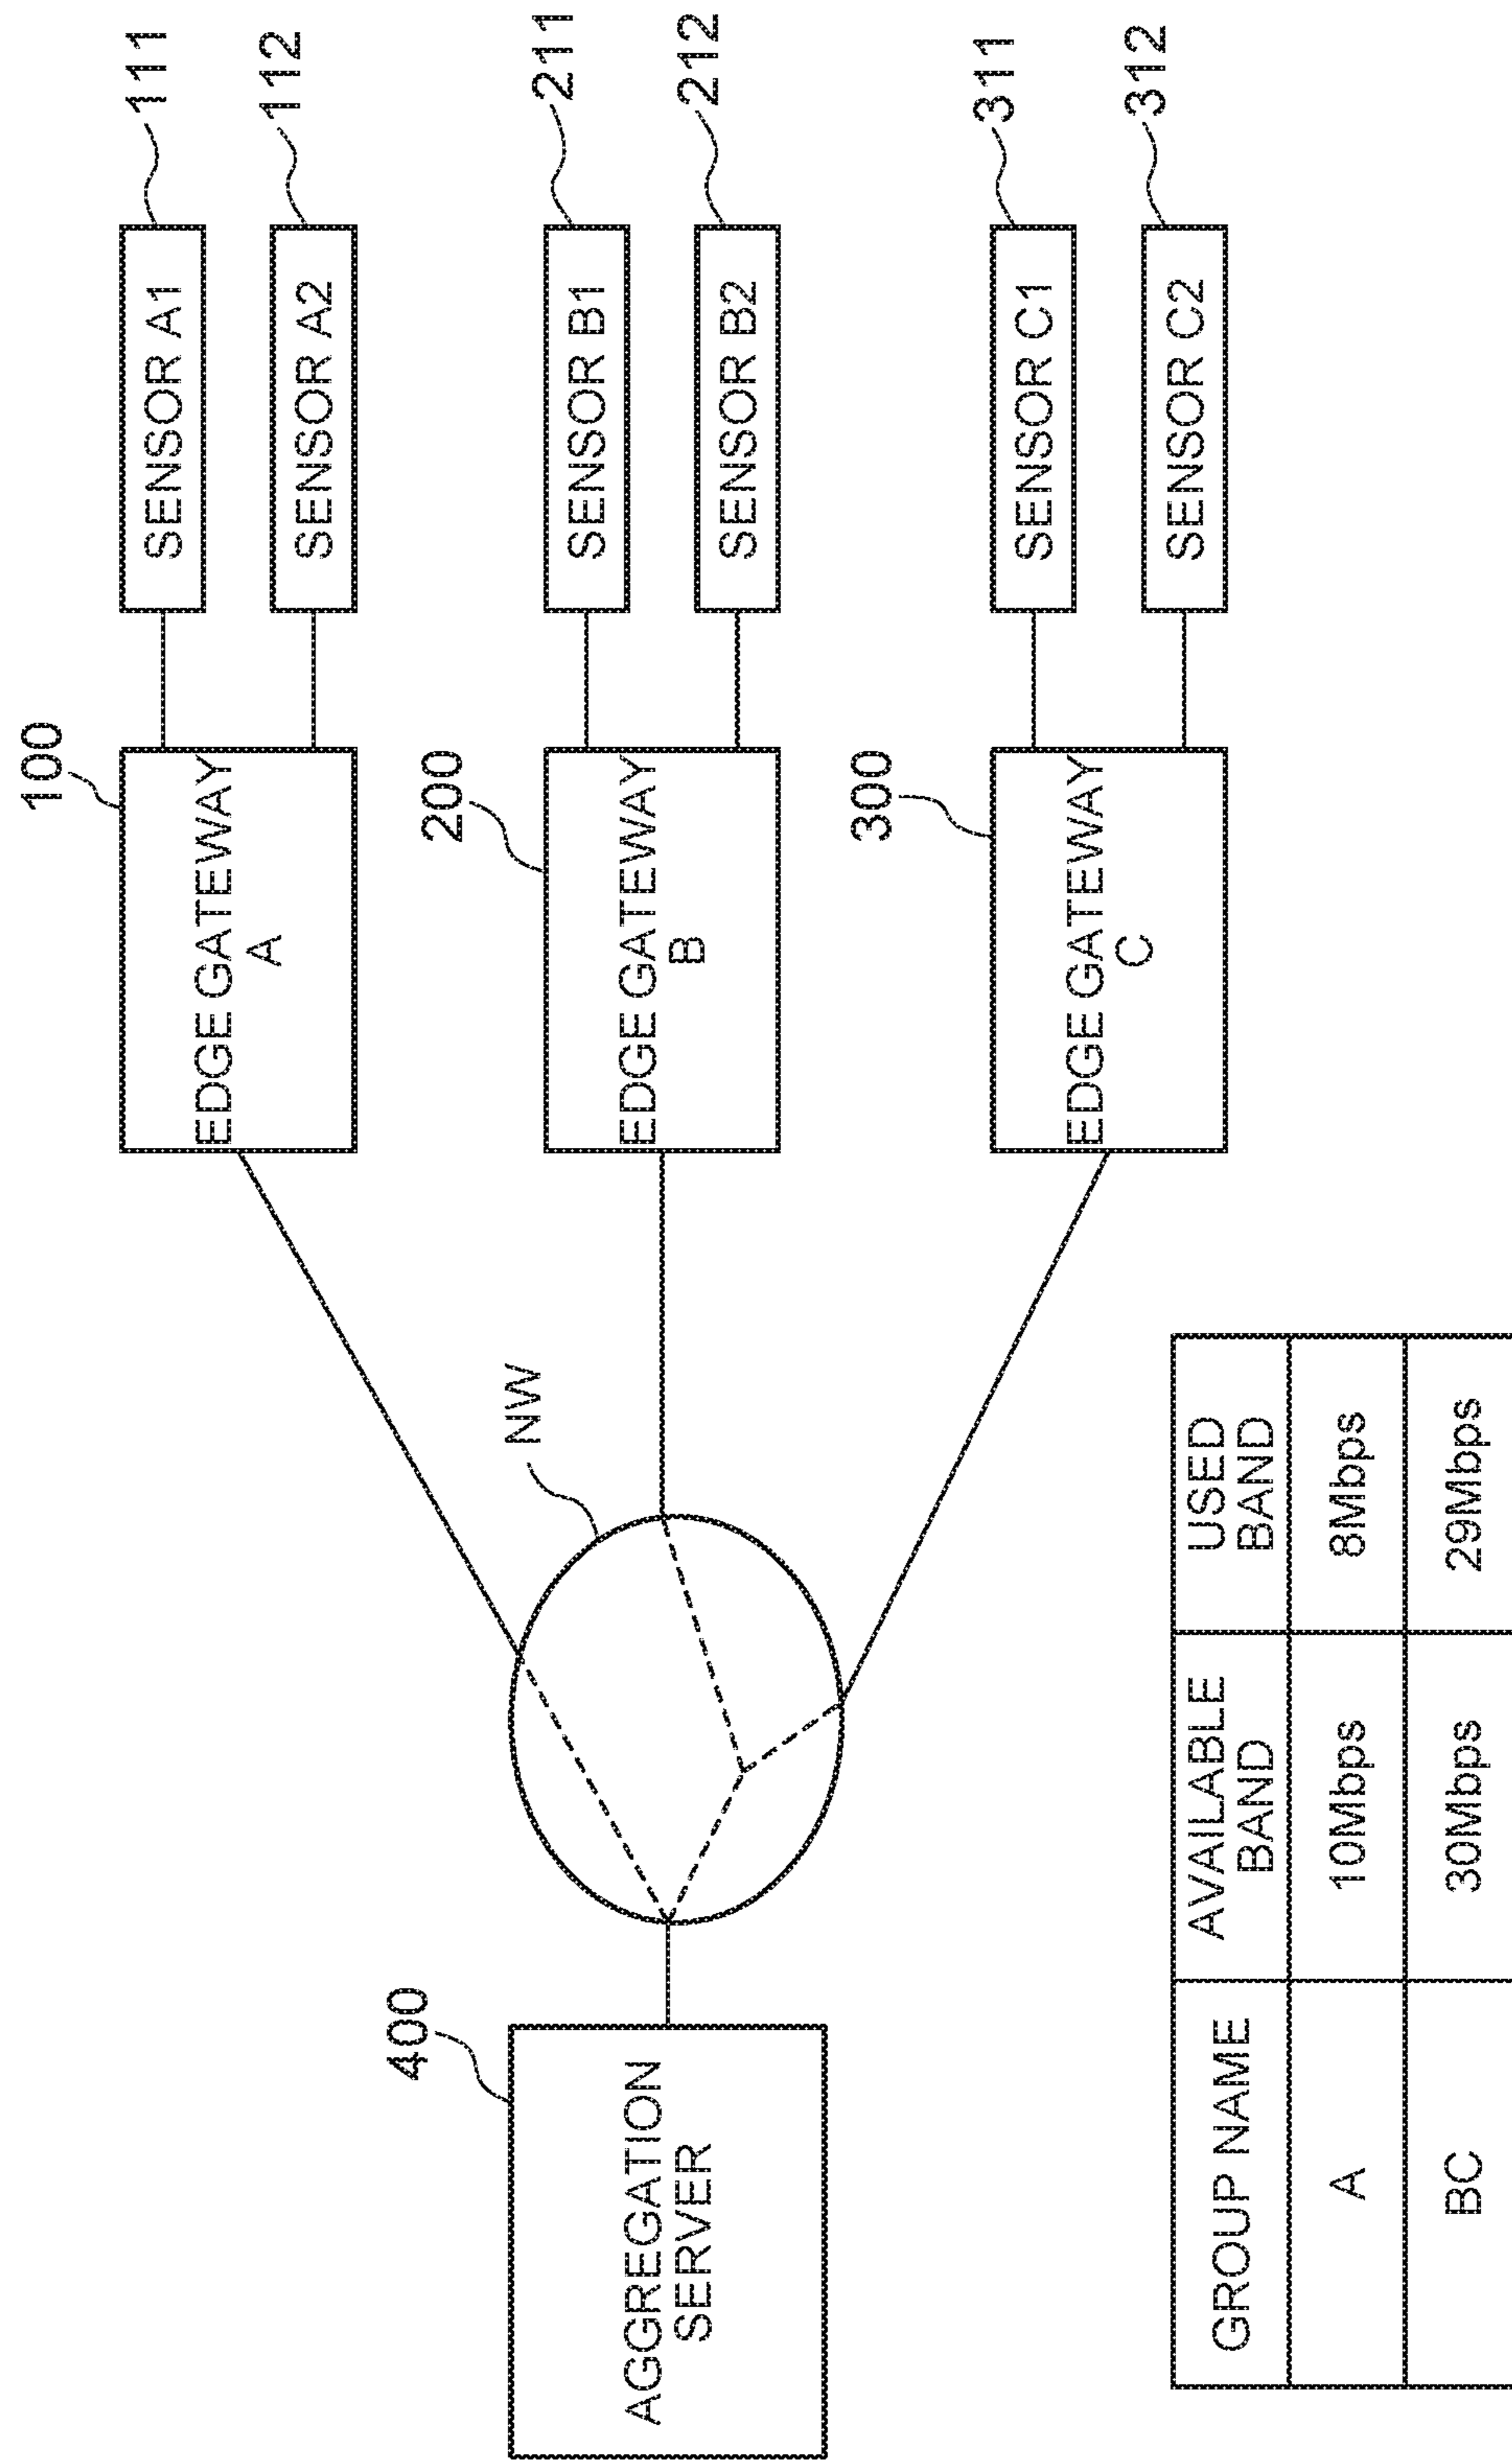 100
EDGE GATEWAY
A
SENSOR A1
111
SENSOR A2
112
400
AGGREGATION
SERVER
NW
200
EDGE GATEWAY
B
SENSOR B1
211
SENSOR B2
212
300
EDGE GATEWAY
C
SENSOR C1
311
SENSOR C2
312
GROUP NAME
AVAILABLE
BAND
USED
BAND
A
10Mbps
8Mbps
BC
30Mbps
29Mbps